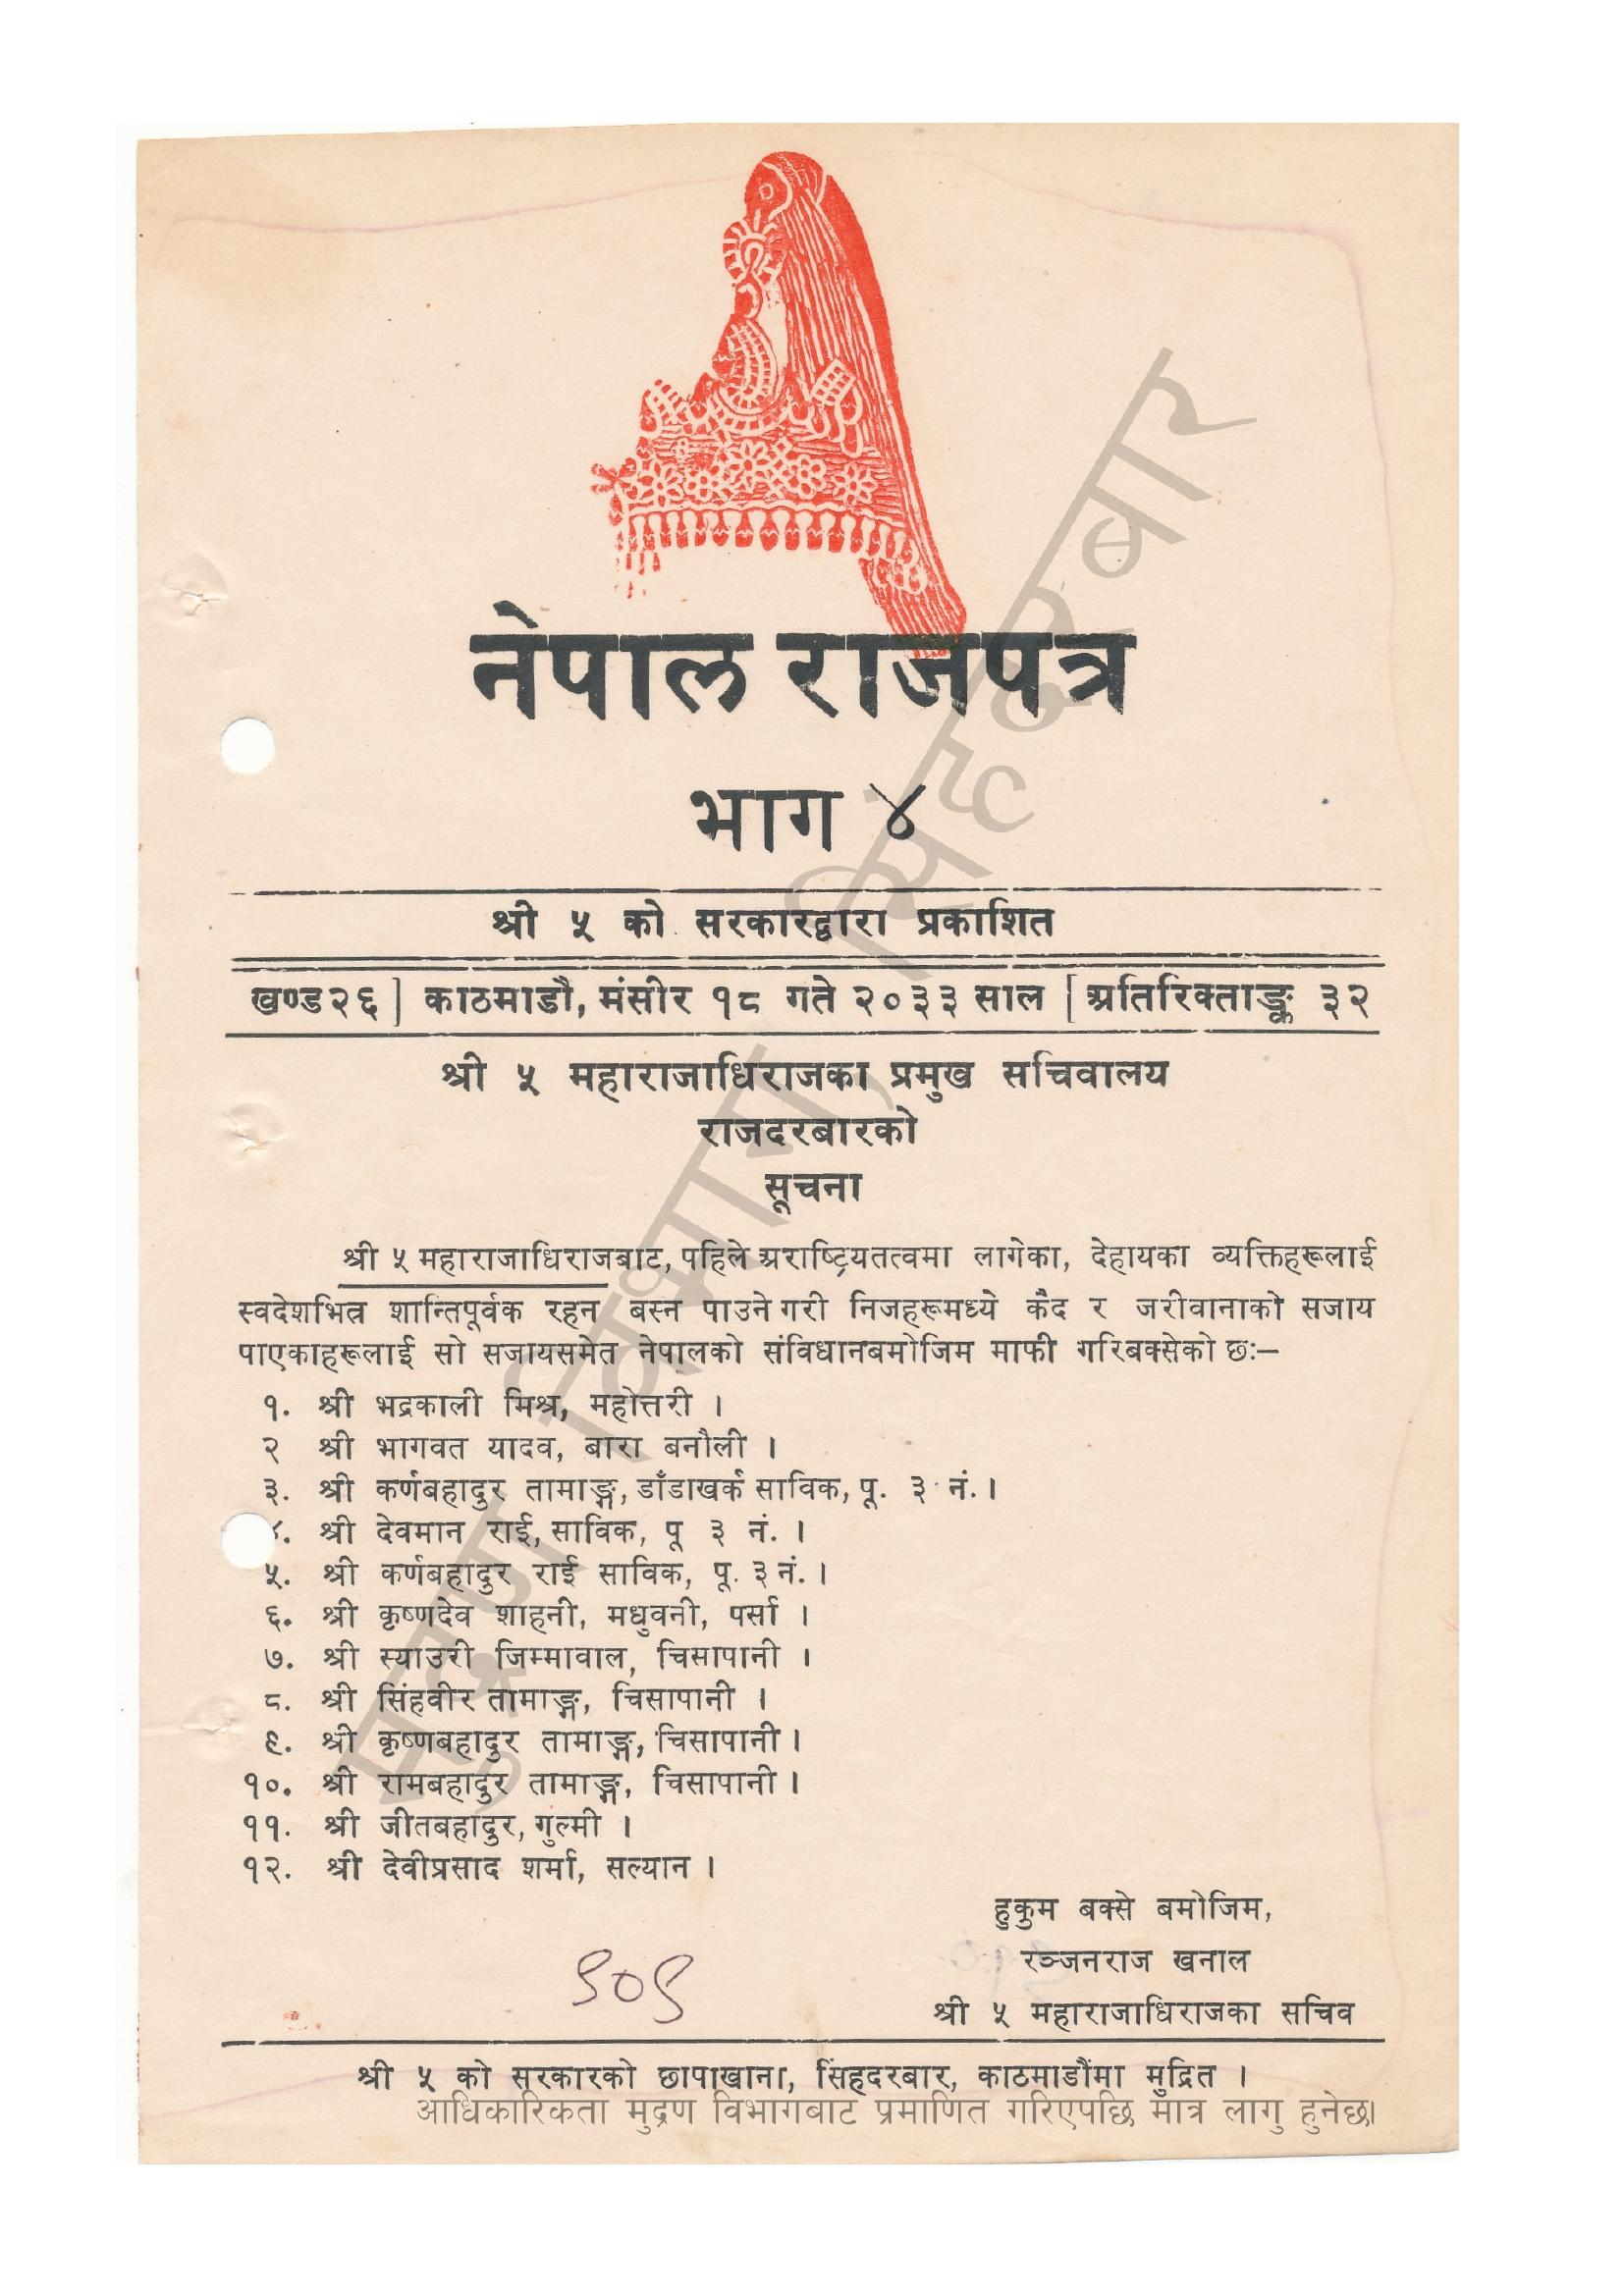 नेपाल राजपत्र
भाग ४
श्री ५ को सरकारद्वारा प्रकाशित
खण्ड २६] काठमाडौ, मंसीर १८ गते २०३३ साल [अतिरिक्ताङ्क ३२
श्री ५ महाराजाधिराजका प्रमुख सचिवालय
राजदरबारको
सूचना
श्री ५ महाराजाधिराजबाट, पहिले अराष्ट्रियतत्वमा लागेका, देहायका व्यक्तिहरूलाई
स्वदेशभित्र शान्तिपूर्वक रहन बस्न पाउने गरी निजहरूमध्ये कैद र जरीवानाको सजाय
पाएकाहरूलाई सो सजायसमेत नेपालको संविधानबमोजिम माफी गरिबक्सेको छः–
१. श्री भद्रकाली मिश्र, महोत्तरी ।
२ श्री भागवत यादव, बारा बनौली ।
३. श्री कर्णबहादुर तामाङ्ग, डाँडाखर्क साविक, पू. ३ नं. ।
४. श्री देवमान राई, साविक, पू ३ नं. ।
५. श्री कर्णबहादुर राई साविक, पू. ३ नं. ।
६. श्री कृष्णदेव शाहनी, मधुवनी, पर्सा ।
७. श्री स्याउरी जिम्मावाल, चिसापानी ।
८. श्री सिंहवीर तामाङ्ग, चिसापानी ।
९. श्री कृष्णबहादुर तामाङ्ग, चिसापानी ।
१०. श्री रामबहादुर तामाङ्ग, चिसापानी ।
११. श्री जीतबहादुर, गुल्मी ।
१२. श्री देवीप्रसाद शर्मा, सल्यान ।
हुकुम बक्से बमोजिम,
रञ्जनराज खनाल
श्री ५ महाराजाधिराजका सचिव
९०९
श्री ५ को सरकारको छापाखाना, सिंहदरबार, काठमाडौंमा मुद्रित ।
आधिकारिकता मुद्रण विभागबाट प्रमाणित गरिएपछि मात्र लागु हुनेछ।
मुद्रण विभाग, सिंहदरबार